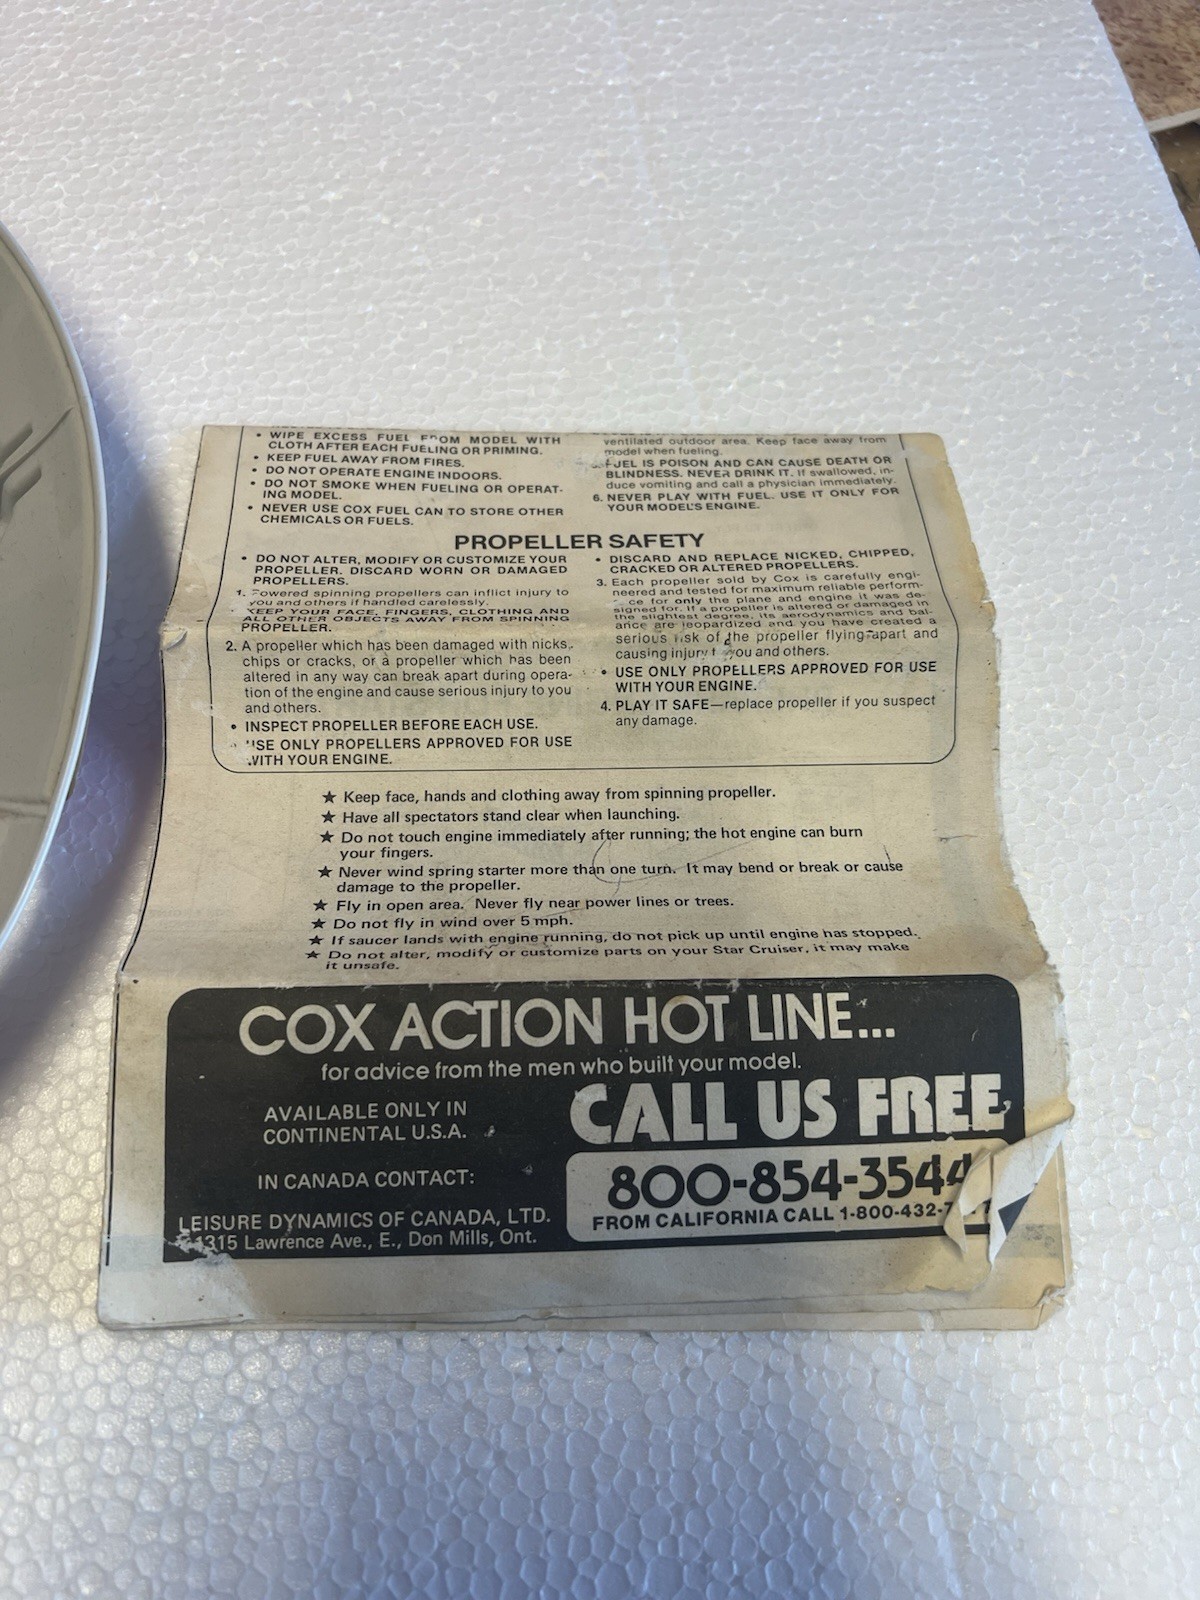 • WIPE EXCESS FUEL FROM MODEL WITH
CLOTH AFTER EACH FUELING OR PRIMING.
• KEEP FUEL AWAY FROM FIRES.
• DO NOT OPERATE ENGINE INDOORS.
• DO NOT SMOKE WHEN FUELING OR OPERAT-
ING MODEL.
• NEVER USE COX FUEL CAN TO STORE OTHER
CHEMICALS OR FUELS.
ventilated outdoor area. Keep face away from
model when fueling.
FUEL IS POISON AND CAN CAUSE DEATH OR
BLINDNESS. NEVER DRINK IT. If swallowed, in-
duce vomiting and call a physician immediately.
6. NEVER PLAY WITH FUEL. USE IT ONLY FOR
YOUR MODEL'S ENGINE.
PROPELLER SAFETY
• DO NOT ALTER, MODIFY OR CUSTOMIZE YOUR
PROPELLER. DISCARD WORN OR DAMAGED
PROPELLERS.
1. Powered spinning propellers can inflict injury to
you and others if handled carelessly.
KEEP YOUR FACE, FINGERS, CLOTHING AND
ALL OTHER OBJECTS AWAY FROM SPINNING
PROPELLER.
2. A propeller which has been damaged with nicks,
chips or cracks, or a propeller which has been
altered in any way can break apart during opera-
tion of the engine and cause serious injury to you
and others.
• INSPECT PROPELLER BEFORE EACH USE.
• USE ONLY PROPELLERS APPROVED FOR USE
WITH YOUR ENGINE.
• DISCARD AND REPLACE NICKED, CHIPPED,
CRACKED OR ALTERED PROPELLERS.
3. Each propeller sold by Cox is carefully engi-
neered and tested for maximum reliable perform-
ce for only the plane and engine it was de-
signed for. If a propeller is altered or damaged in
the slightest degree, its aerodynamics and bal-
ance are jeopardized and you have created a
serious risk of the propeller flying apart and
causing injury t you and others.
• USE ONLY PROPELLERS APPROVED FOR USE
WITH YOUR ENGINE.
4. PLAY IT SAFE—replace propeller if you suspect
any damage.
★ Keep face, hands and clothing away from spinning propeller.
★ Have all spectators stand clear when launching.
★ Do not touch engine immediately after running; the hot engine can burn
your fingers.
★ Never wind spring starter more than one turn. It may bend or break or cause
damage to the propeller.
★ Fly in open area. Never fly near power lines or trees.
★ Do not fly in wind over 5 mph.
★ If saucer lands with engine running, do not pick up until engine has stopped.
★ Do not alter, modify or customize parts on your Star Cruiser, it may make
it unsafe.
COX ACTION HOT LINE...
for advice from the men who built your model.
AVAILABLE ONLY IN
CONTINENTAL U.S.A.
IN CANADA CONTACT:
LEISURE DYNAMICS OF CANADA, LTD.
1315 Lawrence Ave., E., Don Mills, Ont.
CALL US FREE
800-854-3544
FROM CALIFORNIA CALL 1-800-432-7